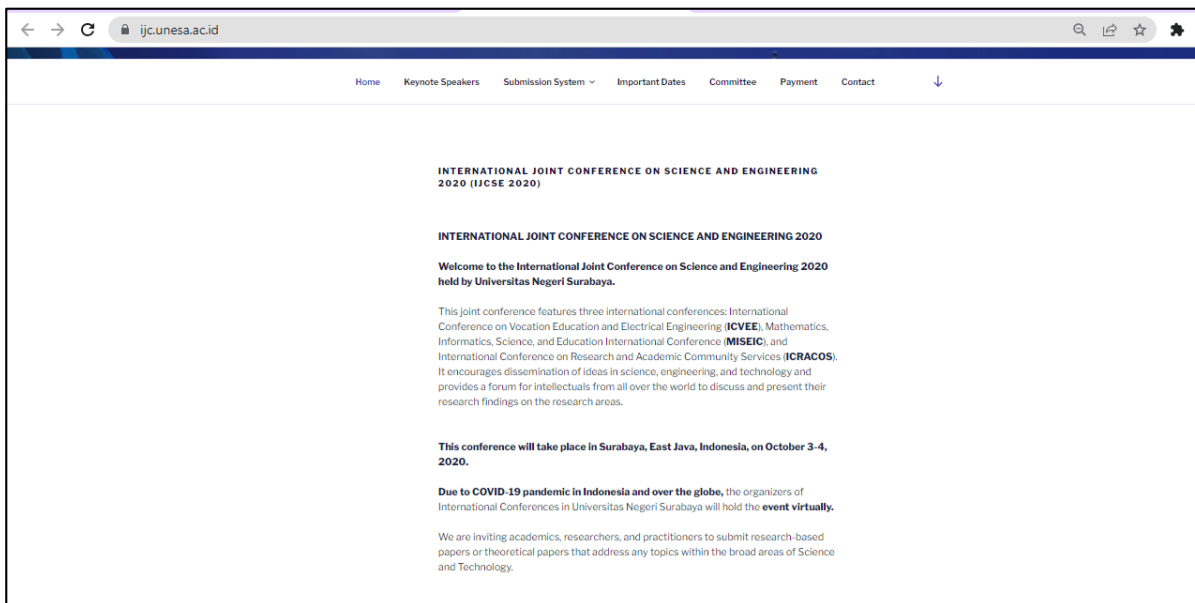 ijc.unesa.ac.id
Home Keynote Speakers Submission System Important Dates Committee Payment Contact
INTERNATIONAL JOINT CONFERENCE ON SCIENCE AND ENGINEERING
2020 (IJCSE 2020)
INTERNATIONAL JOINT CONFERENCE ON SCIENCE AND ENGINEERING 2020
Welcome to the International Joint Conference on Science and Engineering 2020
held by Universitas Negeri Surabaya.
This joint conference features three international conferences: International
Conference on Vocation Education and Electrical Engineering (ICVEE), Mathematics,
Informatics, Science, and Education International Conference (MISEIC), and
International Conference on Research and Academic Community Services (ICRACOS).
It encourages dissemination of ideas in science, engineering, and technology and
provides a forum for intellectuals from all over the world to discuss and present their
research findings on the research areas.
This conference will take place in Surabaya, East Java, Indonesia, on October 3-4,
2020.
Due to COVID-19 pandemic in Indonesia and over the globe, the organizers of
International Conferences in Universitas Negeri Surabaya will hold the event virtually.
We are inviting academics, researchers, and practitioners to submit research-based
papers or theoretical papers that address any topics within the broad areas of Science
and Technology.